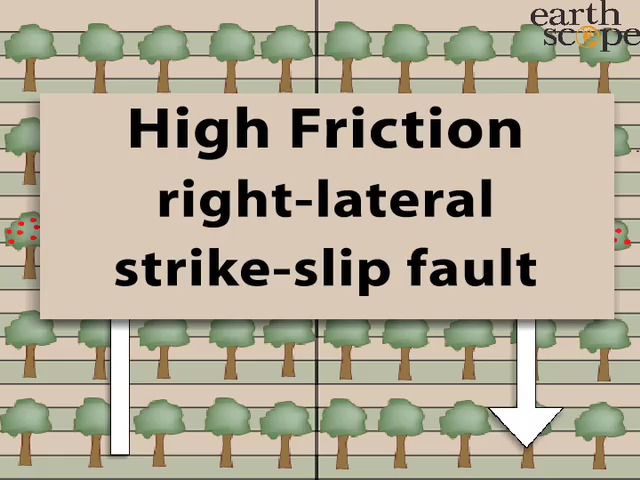 earth
scope
High Friction
right-lateral
strike-slip fault